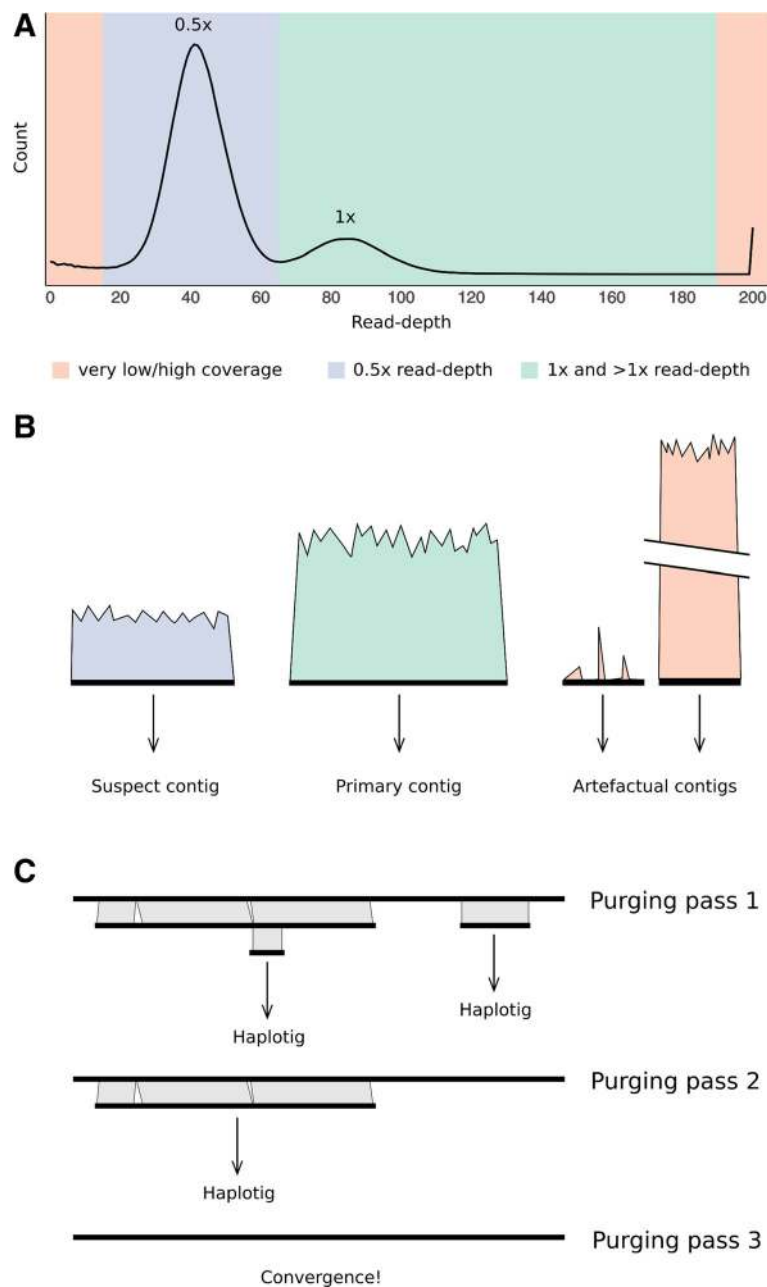 A
0.5x
1x
Count
0 20 40 60 80 100 120 140 160 180 200
Read-depth
very low/high coverage 0.5x read-depth 1x and >1x read-depth
B
Suspect contig Primary contig Artefactual contigs
C
Purging pass 1
Haplotig
Haplotig
Purging pass 2
Haplotig
Purging pass 3
Convergence!